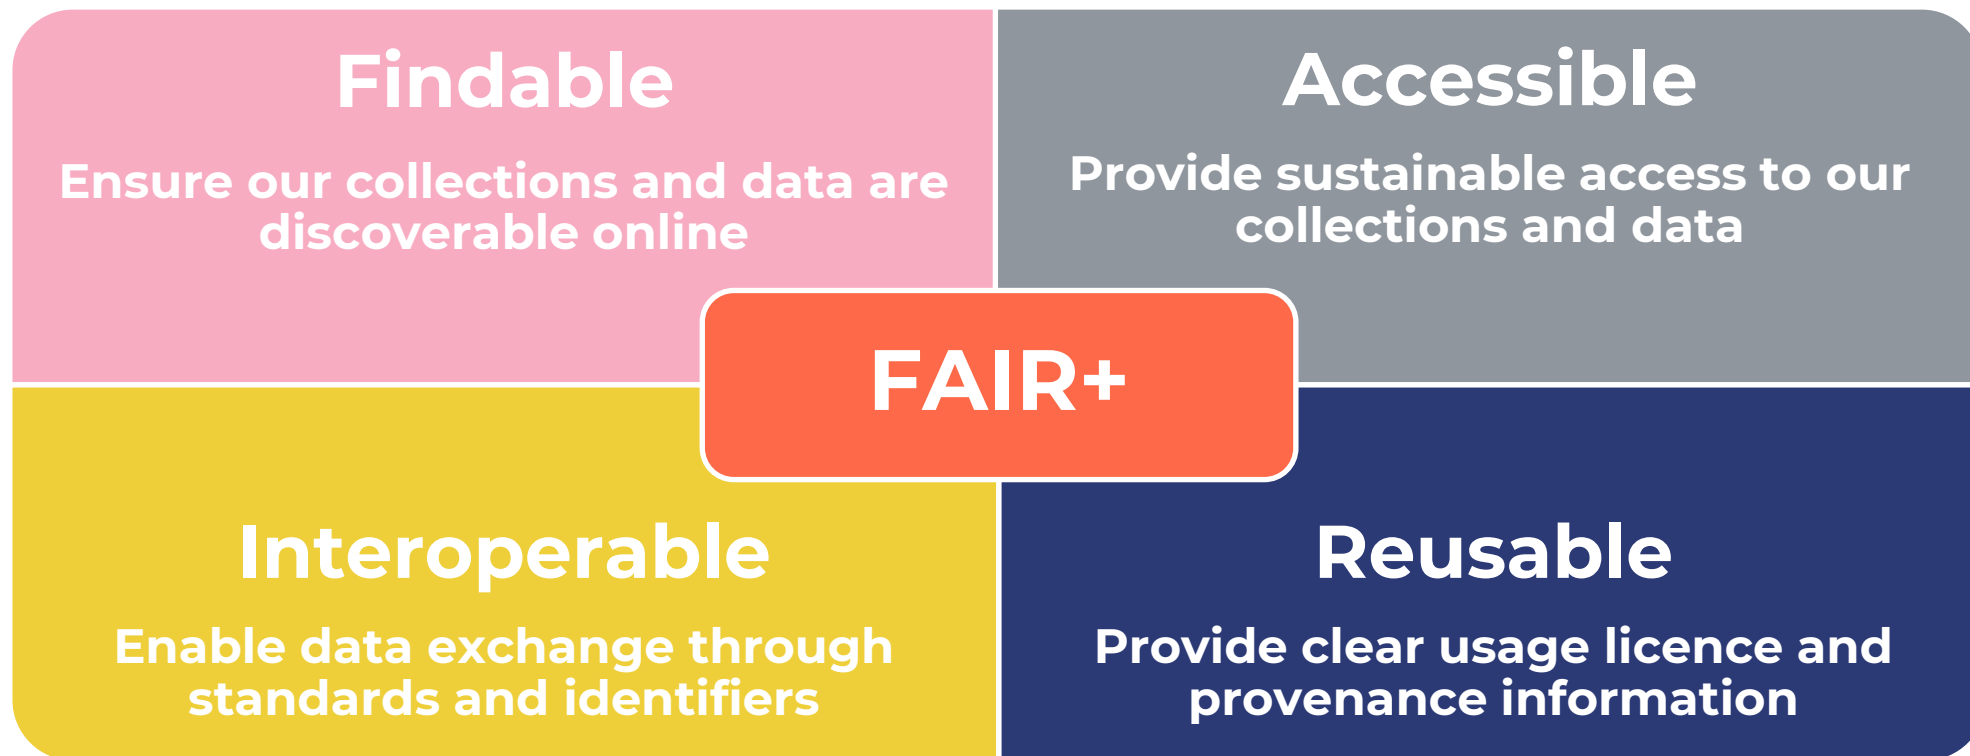 Findable
Ensure our collections and data are
discoverable online
Accessible
Provide sustainable access to our
collections and data
FAIR+
Interoperable
Enable data exchange through
standards and identifiers
Reusable
Provide clear usage licence and
provenance information